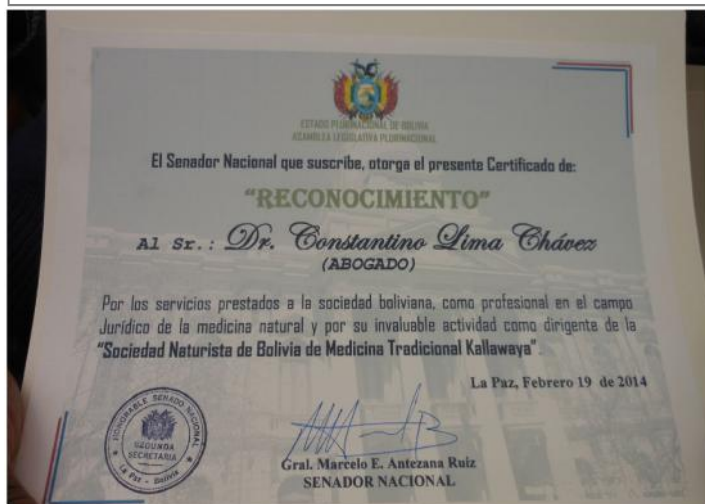 ESTADO PLURINACIONAL DE BOLIVIA
ASAMBLEA LEGISLATIVA PLURINACIONAL
El Senador Nacional que suscribe, otorga el presente Certificado de:
"RECONOCIMIENTO"
Al Sr.: Dr. Constantino Lima Chávez
(ABOGADO)
Por los servicios prestados a la sociedad boliviana, como profesional en el campo
Jurídico de la medicina natural y por su invaluable actividad como dirigente de la
"Sociedad Naturista de Bolivia de Medicina Tradicional Kallawaya".
La Paz, Febrero 19 de 2014
HONORABLE SENADO NACIONAL
SEGUNDA
SECRETARIA
La Paz - Bolivia
Gral. Marcelo E. Antezana Ruiz
SENADOR NACIONAL